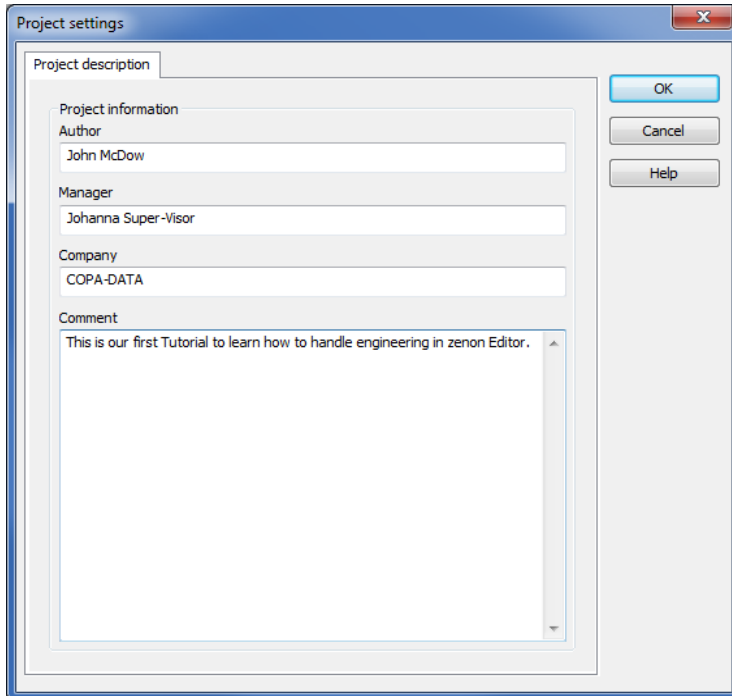 Project settings
Project description
OK
Cancel
Help
Project information
Author
John McDow
Manager
Johanna Super-Visor
Company
COPA-DATA
Comment
This is our first Tutorial to learn how to handle engineering in zenon Editor.